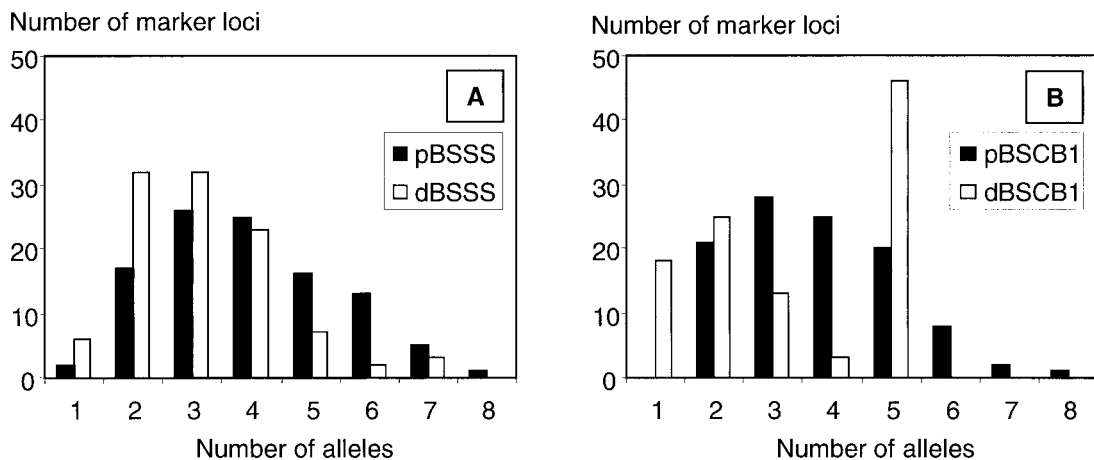 Number of marker loci
50
40
30
20
10
0
A
pBSSS
dBSSS
1 2 3 4 5 6 7 8
Number of alleles
Number of marker loci
50
40
30
20
10
0
B
pBSCB1
dBSCB1
1 2 3 4 5 6 7 8
Number of alleles